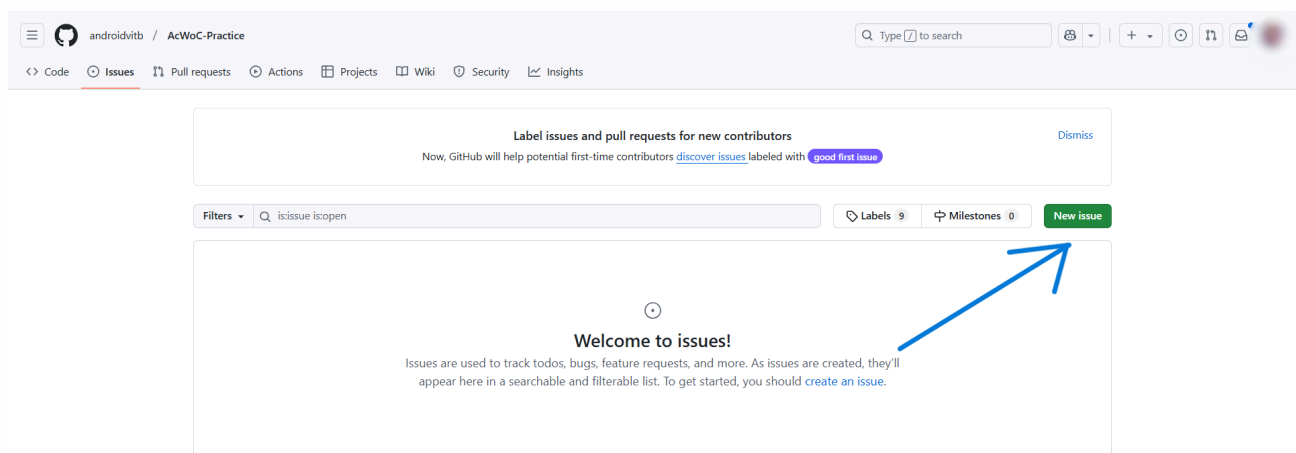 androidvitb / AcWoC-Practice
Type / to search
Code Issues Pull requests Actions Projects Wiki Security Insights
Label issues and pull requests for new contributors
Dismiss
Now, GitHub will help potential first-time contributors discover issues labeled with good first issue
Filters is:issue is:open Labels 9 Milestones 0 New issue
Welcome to issues!
Issues are used to track todos, bugs, feature requests, and more. As issues are created, they'll
appear here in a searchable and filterable list. To get started, you should create an issue.